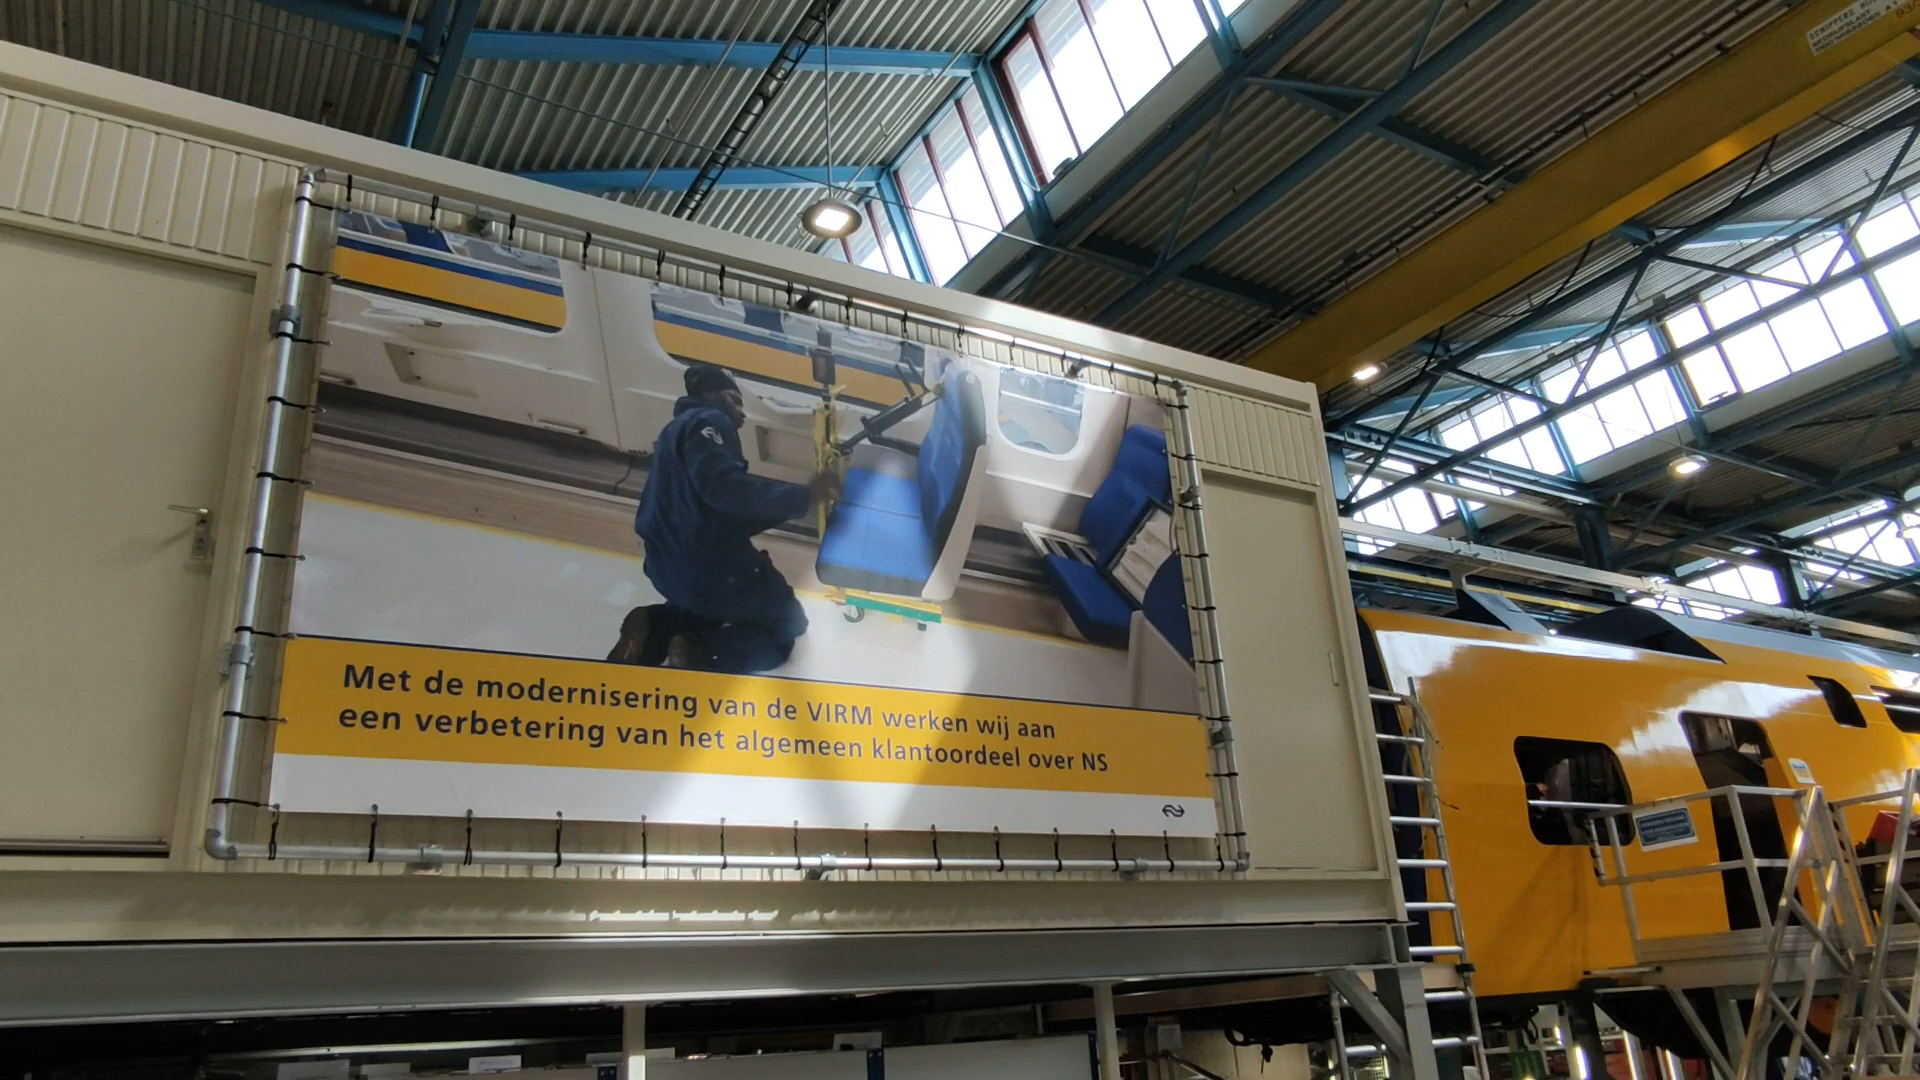 Met de modernisering van de VIRM werken wij aan
een verbetering van het algemeen klantoordeel over NS